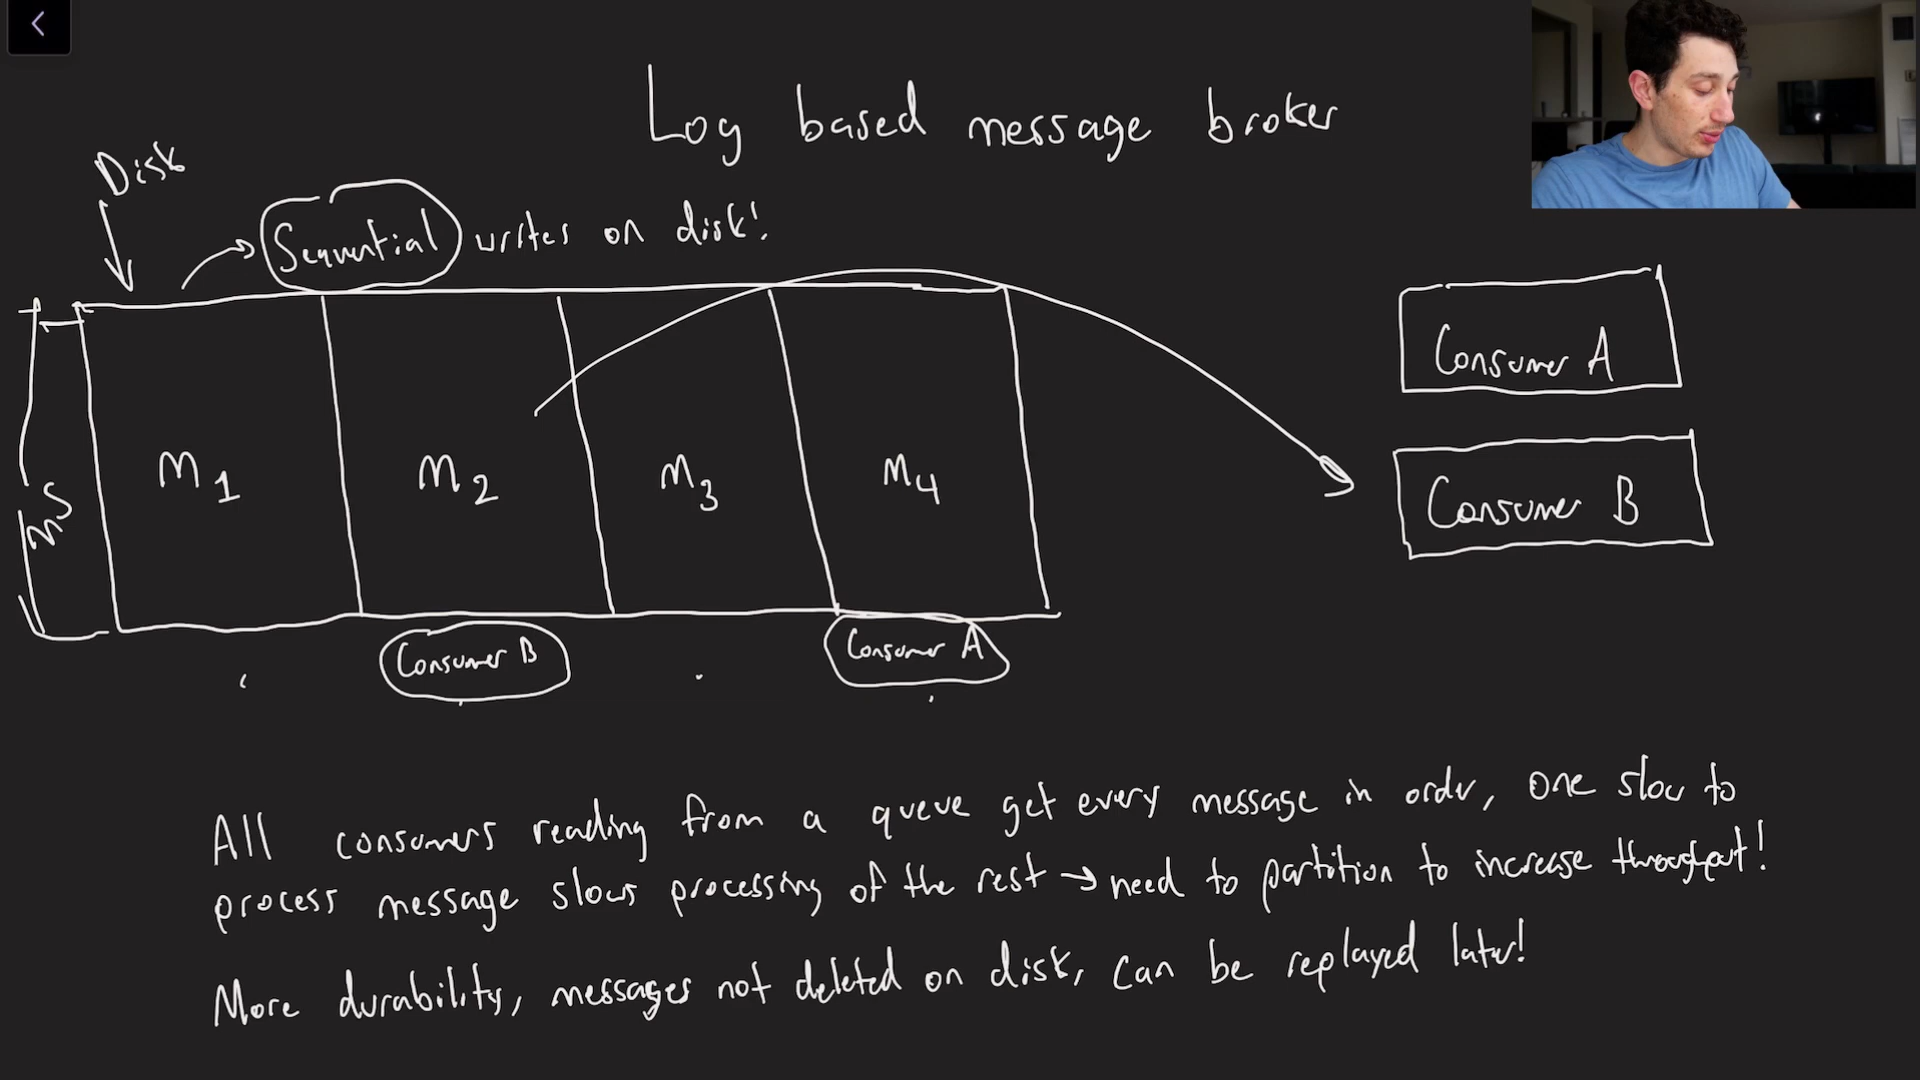 Log based message broker
Disk
Sequential writes on disk!
Consumer A
M5
M1
M2
M3
M4
Consumer B
Consumer B
Consumer A
All consumers reading from a queue get every message in order, one slow to
process message slows processing of the rest → need to partition to increase throughput!
More durability, messages not deleted on disk, can be replayed later!